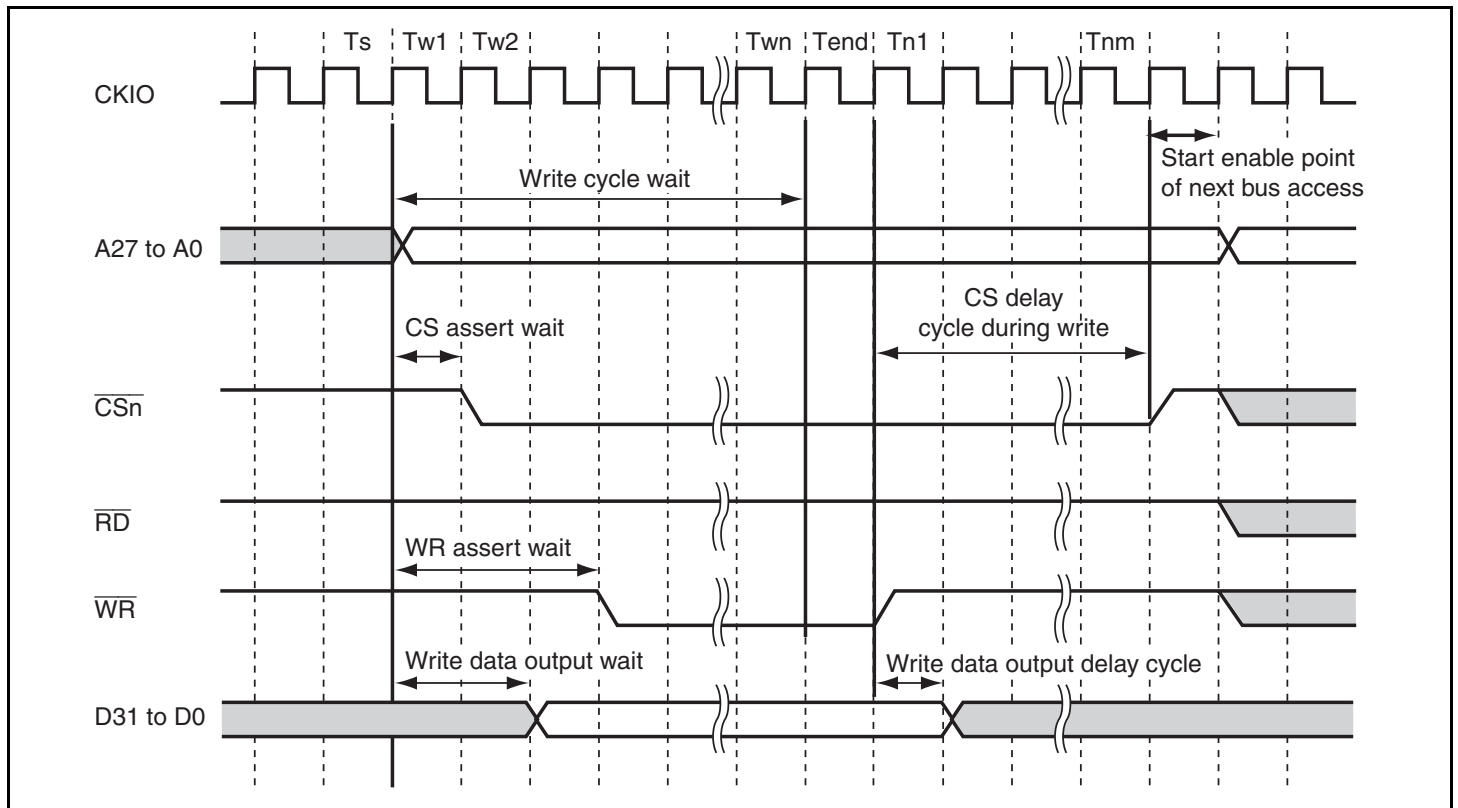 Ts Tw1 Tw2 Twn Tend Tn1 Tnm
CKIO
Start enable point
of next bus access
Write cycle wait
A27 to A0
CS delay
cycle during write
CS assert wait
CSn
RD
WR assert wait
WR
Write data output wait
Write data output delay cycle
D31 to D0